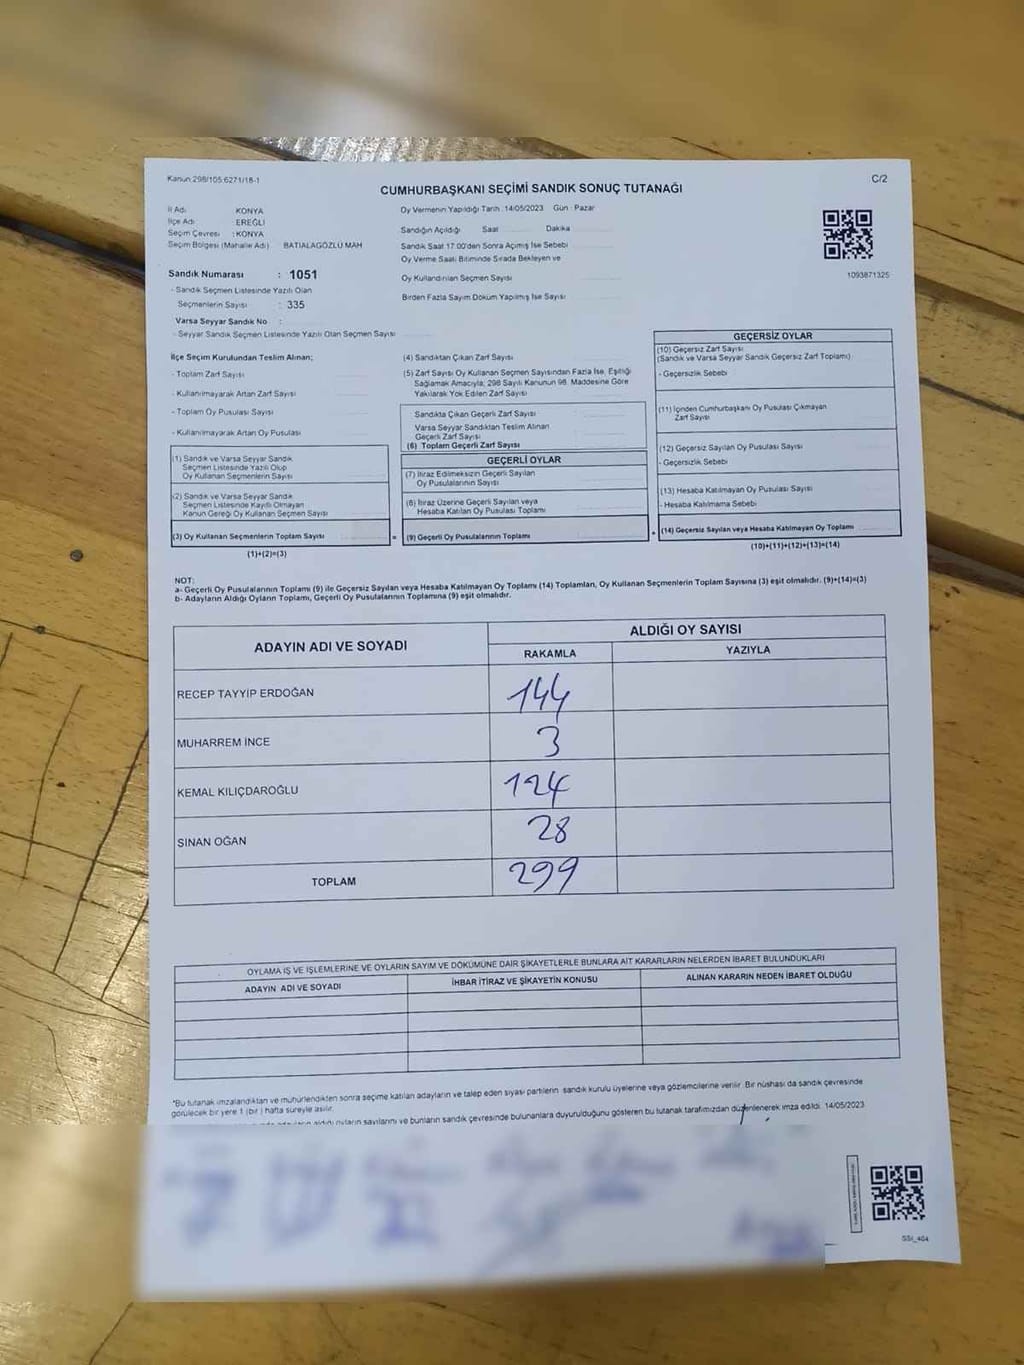 Kanun 298/105:6271/18-1
C/2
CUMHURBAŞKANI SEÇİMİ SANDIK SONUÇ TUTANAĞI
İl Adı KONYA
İlçe Adı : EREĞLİ
Seçim Çevresi : KONYA
Seçim Bölgesi (Mahalle Adı) BATIALAGÖZLÜ MAH
Sandık Numarası : 1051
- Sandık Seçmen Listesinde Yazılı Olan
Seçmenlerin Sayısı : 335
Varsa Seyyar Sandık No :
- Seyyar Sandık Seçmen Listesinde Yazılı Olan Seçmen Sayısı
Oy Vermenin Yapıldığı Tarih : 14/05/2023 Gün : Pazar
Sandığın Açıldığı Saat Dakika
Sandık Saat 17:00'den Sonra Açılmış İse Sebebi
Oy Verme Saati Bitiminde Sırada Bekleyen ve
Oy Kullandırılan Seçmen Sayısı
Birden Fazla Sayım Döküm Yapılmış İse Sayısı
1093871325
İlçe Seçim Kurulundan Teslim Alınan;
- Toplam Zarf Sayısı
- Kullanılmayarak Artan Zarf Sayısı
- Toplam Oy Pusulası Sayısı
- Kullanılmayarak Artan Oy Pusulası
(1) Sandık ve Varsa Seyyar Sandık
Seçmen Listesinde Yazılı Olup
Oy Kullanan Seçmenlerin Sayısı
(2) Sandık ve Varsa Seyyar Sandık
Seçmen Listesinde Kayıtlı Olmayan
Kanun Gereği Oy Kullanan Seçmen Sayısı
(3) Oy Kullanan Seçmenlerin Toplam Sayısı
(1)+(2)=(3)
(4) Sandıktan Çıkan Zarf Sayısı
(5) Zarf Sayısı Oy Kullanan Seçmen Sayısından Fazla İse, Eşitliği
Sağlamak Amacıyla; 298 Sayılı Kanunun 98. Maddesine Göre
Yakılarak Yok Edilen Zarf Sayısı
Sandıkta Çıkan Geçerli Zarf Sayısı
Varsa Seyyar Sandıktan Teslim Alınan
Geçerli Zarf Sayısı
(6) Toplam Geçerli Zarf Sayısı
GEÇERLİ OYLAR
(7) İtiraz Edilmeksizin Geçerli Sayılan
Oy Pusulalarının Sayısı
(8) İtiraz Üzerine Geçerli Sayılan veya
Hesaba Katılan Oy Pusulası Toplamı
= (9) Geçerli Oy Pusulalarının Toplamı
GEÇERSİZ OYLAR
(10) Geçersiz Zarf Sayısı
(Sandık ve Varsa Seyyar Sandık Geçersiz Zarf Toplamı)
- Geçersizlik Sebebi
(11) İçinden Cumhurbaşkanı Oy Pusulası Çıkmayan
Zarf Sayısı
(12) Geçersiz Sayılan Oy Pusulası Sayısı
- Geçersizlik Sebebi
(13) Hesaba Katılmayan Oy Pusulası Sayısı
- Hesaba Katılmama Sebebi
+ (14) Geçersiz Sayılan veya Hesaba Katılmayan Oy Toplamı
(10)+(11)+(12)+(13)=(14)
NOT:
a- Geçerli Oy Pusulalarının Toplamı (9) ile Geçersiz Sayılan veya Hesaba Katılmayan Oy Toplamı (14) Toplamları, Oy Kullanan Seçmenlerin Toplam Sayısına (3) eşit olmalıdır. (9)+(14)=(3)
b- Adayların Aldığı Oyların Toplamı, Geçerli Oy Pusulalarının Toplamına (9) eşit olmalıdır.
ADAYIN ADI VE SOYADI ALDIĞI OY SAYISI
RAKAMLA YAZIYLA
RECEP TAYYİP ERDOĞAN 144
MUHARREM İNCE 3
KEMAL KILIÇDAROĞLU 124
SİNAN OĞAN 28
TOPLAM 299
OYLAMA İŞ VE İŞLEMLERİNE VE OYLARIN SAYIM VE DÖKÜMÜNE DAİR ŞİKAYETLERLE BUNLARA AİT KARARLARIN NELERDEN İBARET BULUNDUKLARI
ADAYIN ADI VE SOYADI İHBAR İTİRAZ VE ŞİKAYETİN KONUSU ALINAN KARARIN NEDEN İBARET OLDUĞU
*Bu tutanak imzalandıktan ve mühürlendikten sonra seçime katılan adayların ve talep eden siyasi partilerin sandık kurulu üyelerine veya gözlemcilerine verilir. Bir nüshası da sandık çevresinde
görülecek bir yere 1 (bir ) hafta süreyle asılır.
aldığı oyların sayılarını ve bunların sandık çevresinde bulunanlara duyurulduğunu gösteren bu tutanak tarafımızdan düzenlenerek imza edildi. 14/05/2023
SSI_404